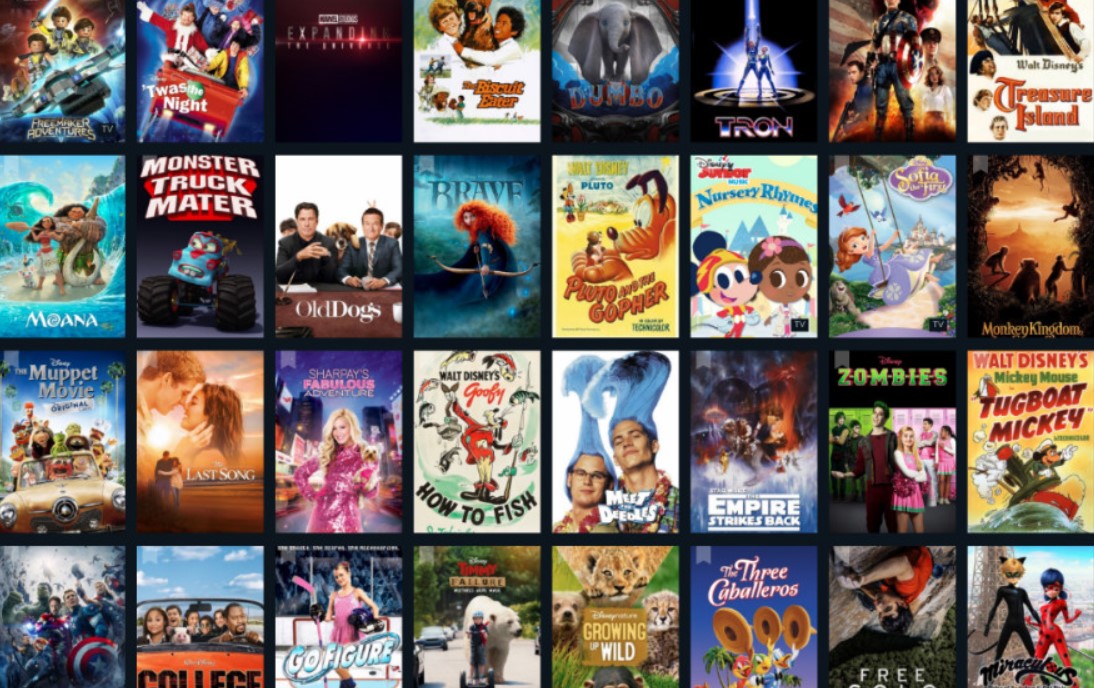 FREEMAKER
ADVENTURES
TV
Disney
'Twas the
Night
MARVEL STUDIOS
EXPANDING
THE UNIVERSE
The Biscuit
Eater
DUMBO
TRON
Walt Disney's
Treasure
Island
MOANA
MONSTER
TRUCK
MATER
Old Dogs
BRAVE
WALT DISNEY
PLUTO
PLUTO AND THE
GOPHER
TECHNICOLOR
Disney
Junior
MUSIC
Nursery Rhymes
TV
Sofia
the First
TV
Monkey Kingdom
Disney
THE Muppet
Movie
ORIGINAL
THE
LAST SONG
SHARPAY'S
FABULOUS
ADVENTURE
WALT DISNEY'S
Goofy
HOW TO FISH
MEET
THE
DEEDLES
STAR WARS
THE
EMPIRE
STRIKES BACK
Disney
ZOMBIES
WALT DISNEY'S
Mickey Mouse
TUGBOAT
MICKEY
COLLEGE
GO FIGURE
Disney
TIMMY
FAILURE
MISTAKES WERE MADE
Disneynature
GROWING
UP WILD
The Three
Caballeros
FREE
Miraculous